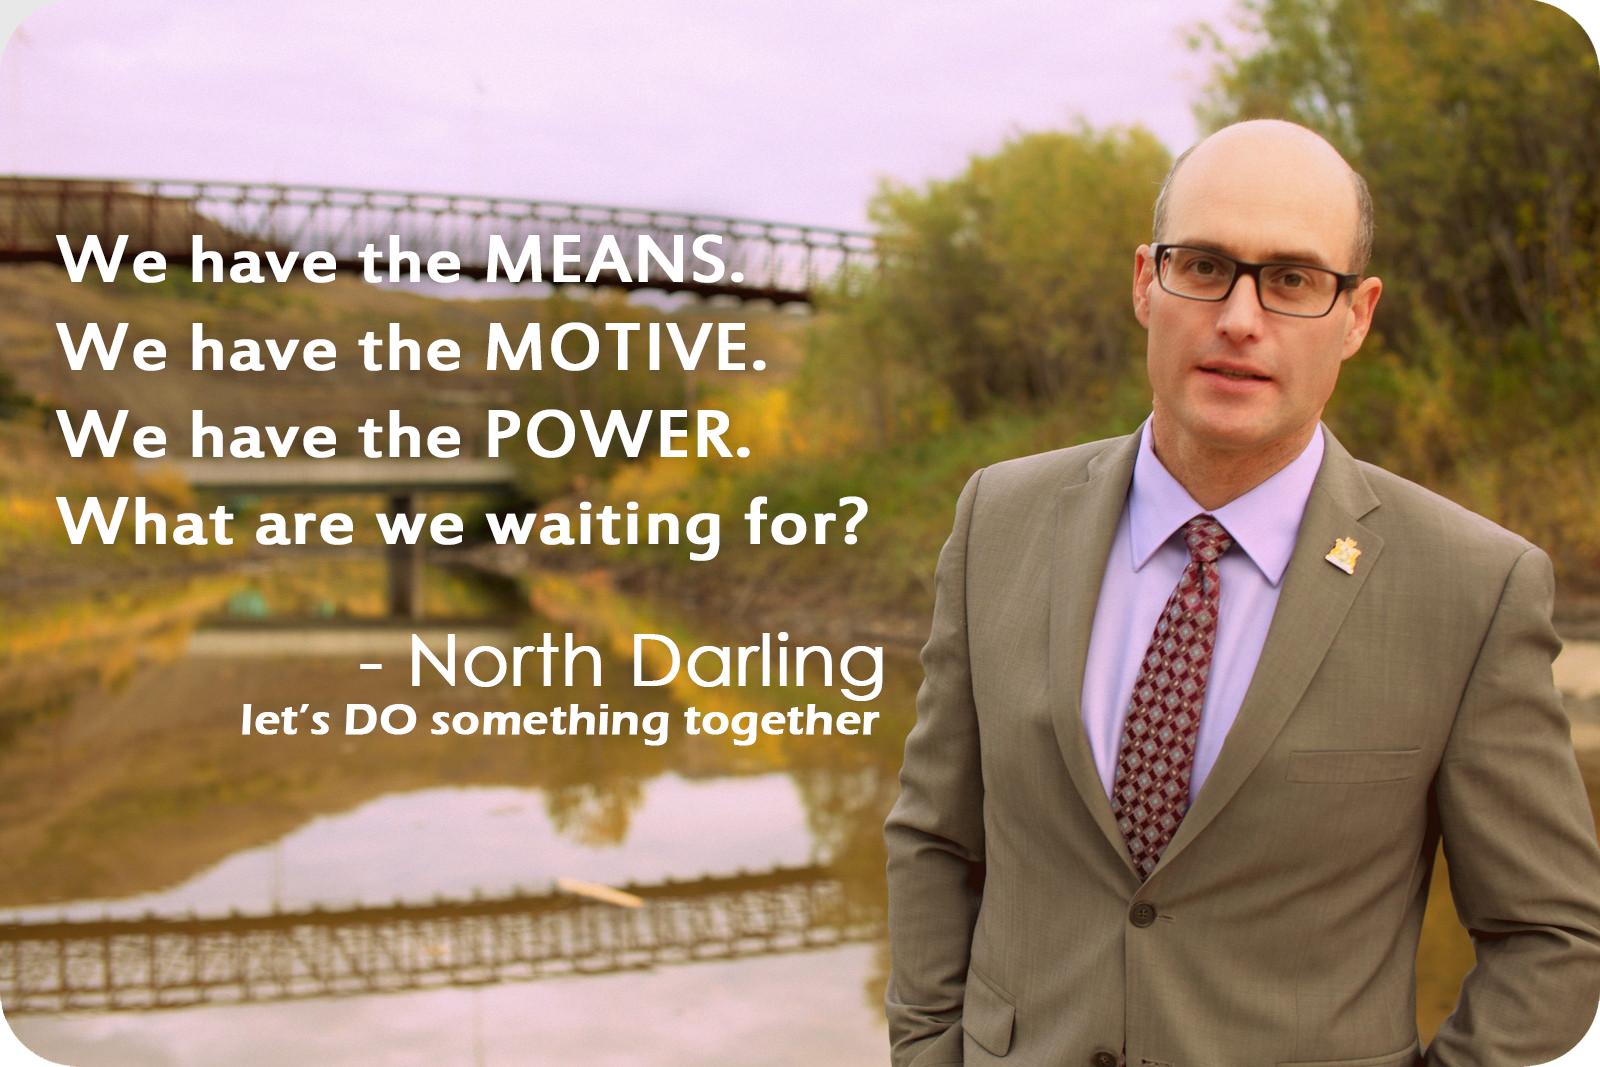 We have the MEANS.
We have the MOTIVE.
We have the POWER.
What are we waiting for?
- North Darling
let's DO something together